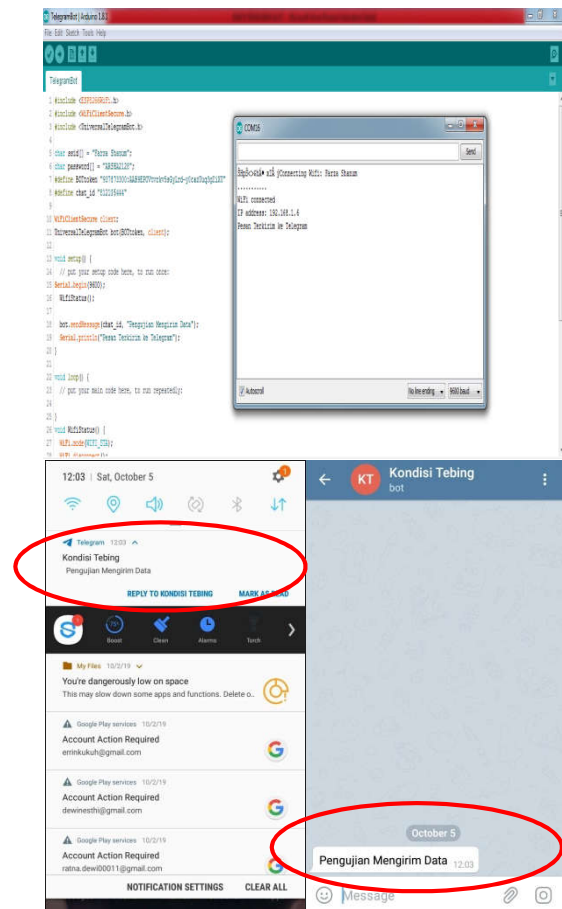 TelegramBot | Arduino 1.8.
File Edit Sketch Tools Help
TelegramBot
1 #include <ESP8266WiFi.h>
2 #include <WiFiClientSecure.h>
3 #include <UniversalTelegramBot.h>
4
5 char ssid[] = "Farza Shanum";
6 char password[] =
7 #define BOTtoken
8 #define chat_id
9
10 WiFiClientSecure client;
11 UniversalTelegramBot bot(BOTtoken, client);
12
13 void setup() {
14 // put your setup code here, to run once:
15 Serial.begin(9600);
16 WifiStatus();
17
18 bot.sendMessage(chat_id, "Pengujian Mengirim Data");
19 Serial.println("Pesan Terkirim ke Telegram");
20 }
21
22 void loop() {
23 // put your main code here, to run repeatedly:
24
25 }
26 void WifiStatus() {
27 WiFi.mode(WIFI_STA);
28 WiFi.disconnect();
COM16
Send
Connecting Wifi: Farza Shanum
...........
WiFi connected
IP address: 192.168.1.6
Pesan Terkirim ke Telegram
Autoscroll
No line ending
9600 baud
12:03 | Sat, October 5
Telegram 12:03
Kondisi Tebing
Pengujian Mengirim Data
REPLY TO KONDISI TEBING MARK AS READ
75°
Boost Clean Alarms Torch
My Files 10/2/19
You're dangerously low on space
This may slow down some apps and functions. Delete o..
Google Play services 10/2/19
Account Action Required
errinkukuh@gmail.com
Google Play services 10/2/19
Account Action Required
dewinesthi@gmail.com
Google Play services 10/2/19
Account Action Required
ratna.dewi00011@gmail.com
NOTIFICATION SETTINGS CLEAR ALL
KT
Kondisi Tebing
bot
October 5
Pengujian Mengirim Data 12:03
Message